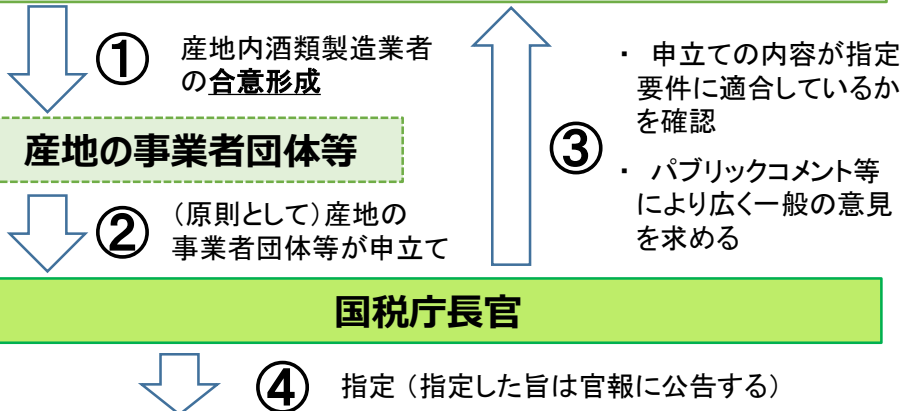 ①
産地内酒類製造業者
の合意形成
産地の事業者団体等
②
（原則として）産地の
事業者団体等が申立て
③
・ 申立ての内容が指定
要件に適合しているか
を確認
・ パブリックコメント等
により広く一般の意見
を求める
国税庁長官
④
指定（指定した旨は官報に公告する）